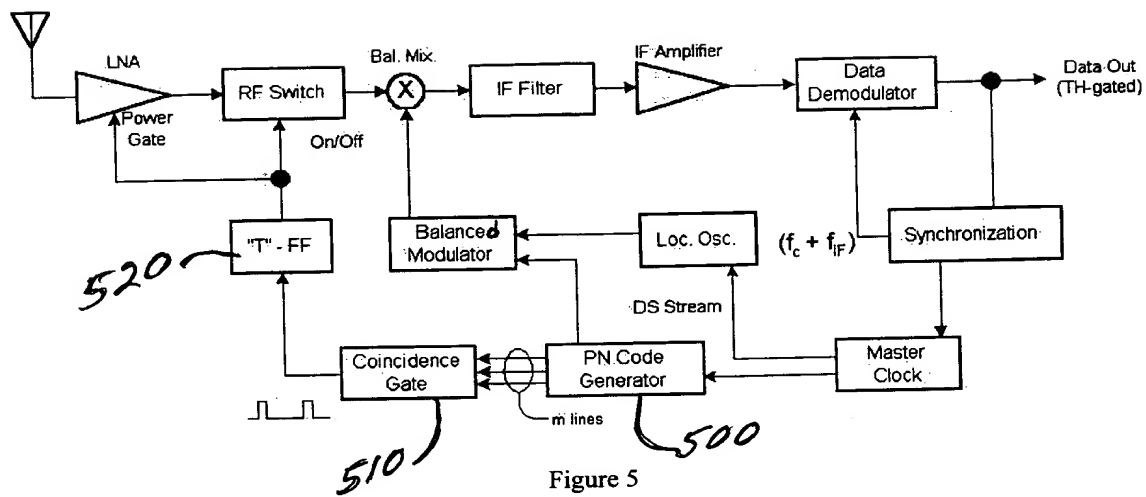 LNA
Power
Gate
RF Switch
On/Off
Bal. Mix.
X
IF Filter
IF Amplifier
Data
Demodulator
Data Out
(TH-gated)
"T" - FF
520
Balanced
Modulator
Loc. Osc.
(fc + fIF)
Synchronization
DS Stream
Coincidence
Gate
510
m lines
PN Code
Generator
500
Master
Clock
Figure 5